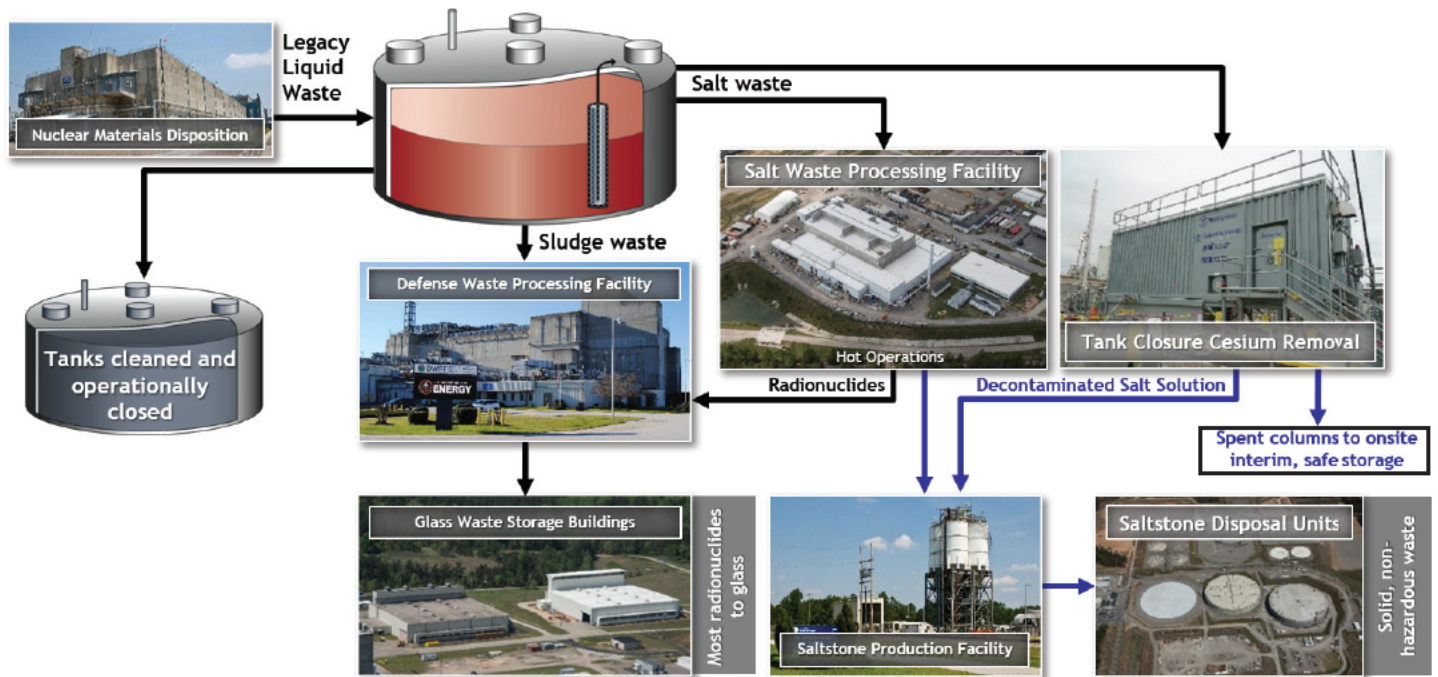 Legacy
Liquid
Waste
Nuclear Materials Disposition
Salt waste
Salt Waste Processing Facility
Hot Operations
Tank Closure Cesium Removal
Sludge waste
Defense Waste Processing Facility
DWPF
ENERGY
Tanks cleaned and
operationally
closed
Radionuclides
Decontaminated Salt Solution
Spent columns to onsite
interim, safe storage
Glass Waste Storage Buildings
Most radionuclides
to glass
Saltstone Production Facility
Saltstone Disposal Units
Solid, non-
hazardous waste